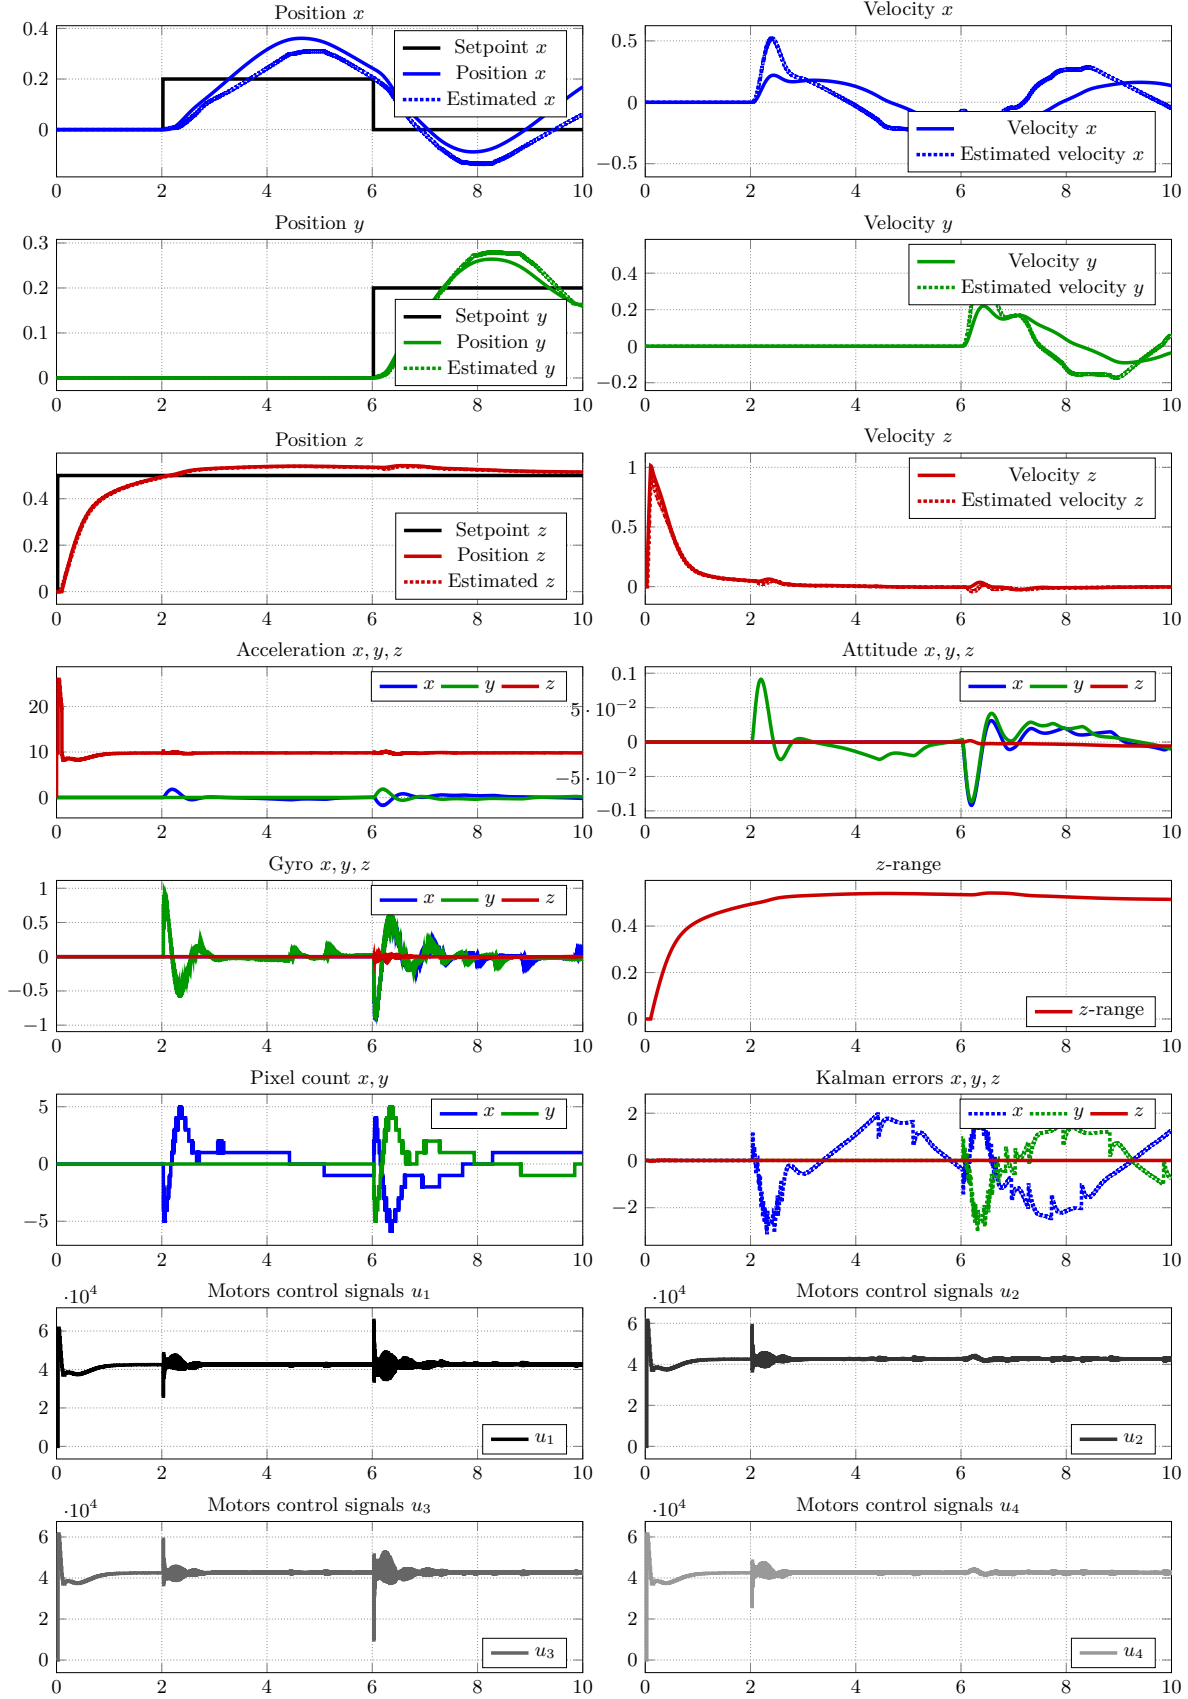 Position x
0.4
0.2
0
0 2 4 6 8 10
Setpoint x
Position x
Estimated x
Velocity x
0.5
0
−0.5
0 2 4 6 8 10
Velocity x
Estimated velocity x
Position y
0.3
0.2
0.1
0
0 2 4 6 8 10
Setpoint y
Position y
Estimated y
Velocity y
0.4
0.2
0
−0.2
0 2 4 6 8 10
Velocity y
Estimated velocity y
Position z
0.4
0.2
0
0 2 4 6 8 10
Setpoint z
Position z
Estimated z
Velocity z
1
0.5
0
0 2 4 6 8 10
Velocity z
Estimated velocity z
Acceleration x, y, z
20
10
0
0 2 4 6 8 10
x y z
Attitude x, y, z
0.1
5 · 10⁻²
0
−5 · 10⁻²
−0.1
0 2 4 6 8 10
x y z
Gyro x, y, z
1
0.5
0
−0.5
−1
0 2 4 6 8 10
x y z
z-range
0.4
0.2
0
0 2 4 6 8 10
z-range
Pixel count x, y
5
0
−5
0 2 4 6 8 10
x y
Kalman errors x, y, z
2
0
−2
0 2 4 6 8 10
x y z
Motors control signals u₁
·10⁴
6
4
2
0
0 2 4 6 8 10
u₁
Motors control signals u₂
·10⁴
6
4
2
0
0 2 4 6 8 10
u₂
Motors control signals u₃
·10⁴
6
4
2
0
0 2 4 6 8 10
u₃
Motors control signals u₄
·10⁴
6
4
2
0
0 2 4 6 8 10
u₄